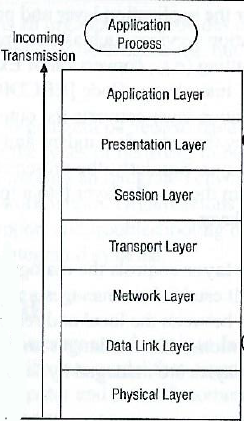 Incoming
Transmission
Application
Process
Application Layer
Presentation Layer
Session Layer
Transport Layer
Network Layer
Data Link Layer
Physical Layer